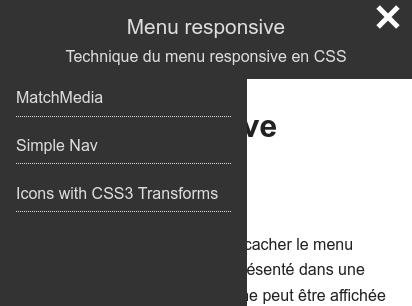 Menu responsive
Technique du menu responsive en CSS
MatchMedia
ve
Simple Nav
Icons with CSS3 Transforms
cacher le menu
ésenté dans une
ne peut être affichée